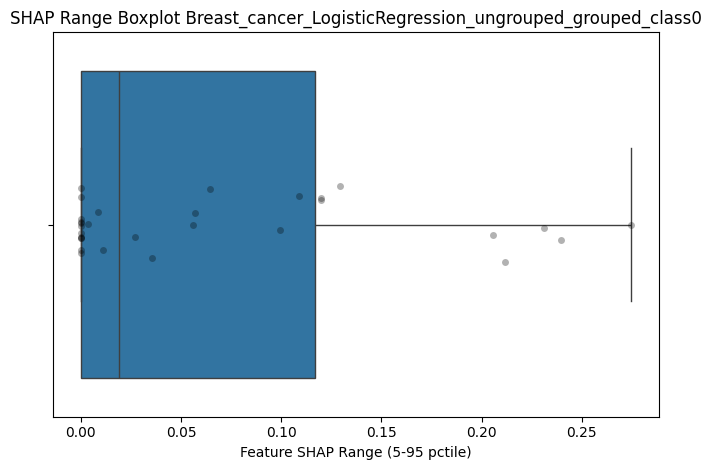 SHAP Range Boxplot Breast_cancer_LogisticRegression_ungrouped_grouped_class0
0.00 0.05 0.10 0.15 0.20 0.25
Feature SHAP Range (5-95 pctile)